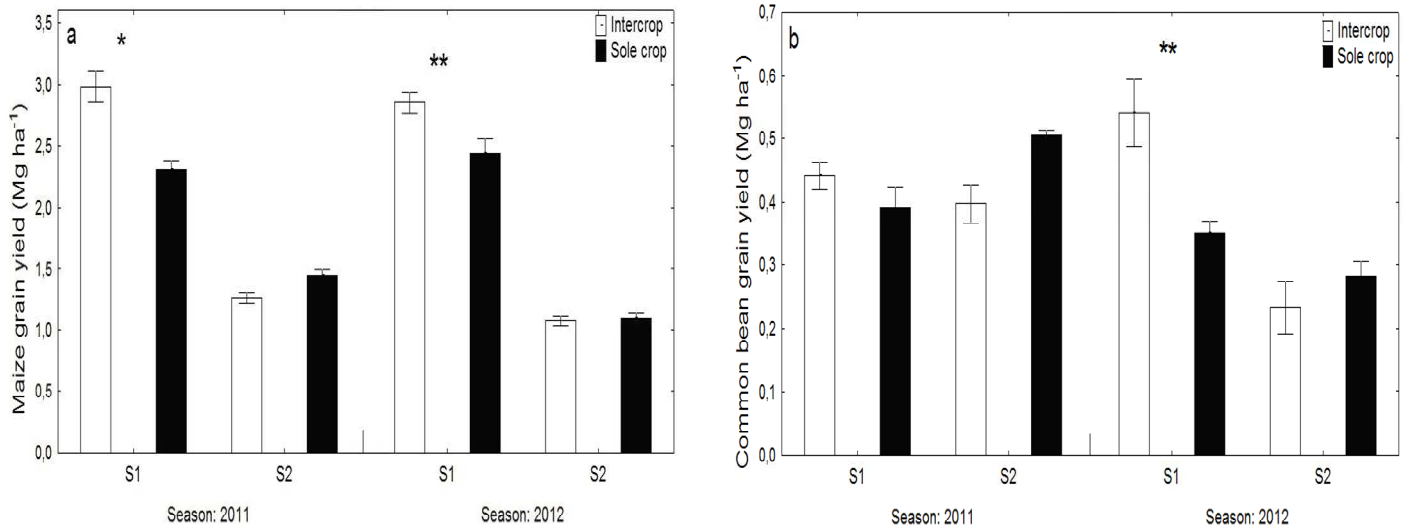 a
*
**
Intercrop
Sole crop
Maize grain yield (Mg ha⁻¹)
3,5
3,0
2,5
2,0
1,5
1,0
0,5
0,0
S1
S2
S1
S2
Season: 2011
Season: 2012
b
**
Intercrop
Sole crop
Common bean grain yield (Mg ha⁻¹)
0,7
0,6
0,5
0,4
0,3
0,2
0,1
0,0
S1
S2
S1
S2
Season: 2011
Season: 2012